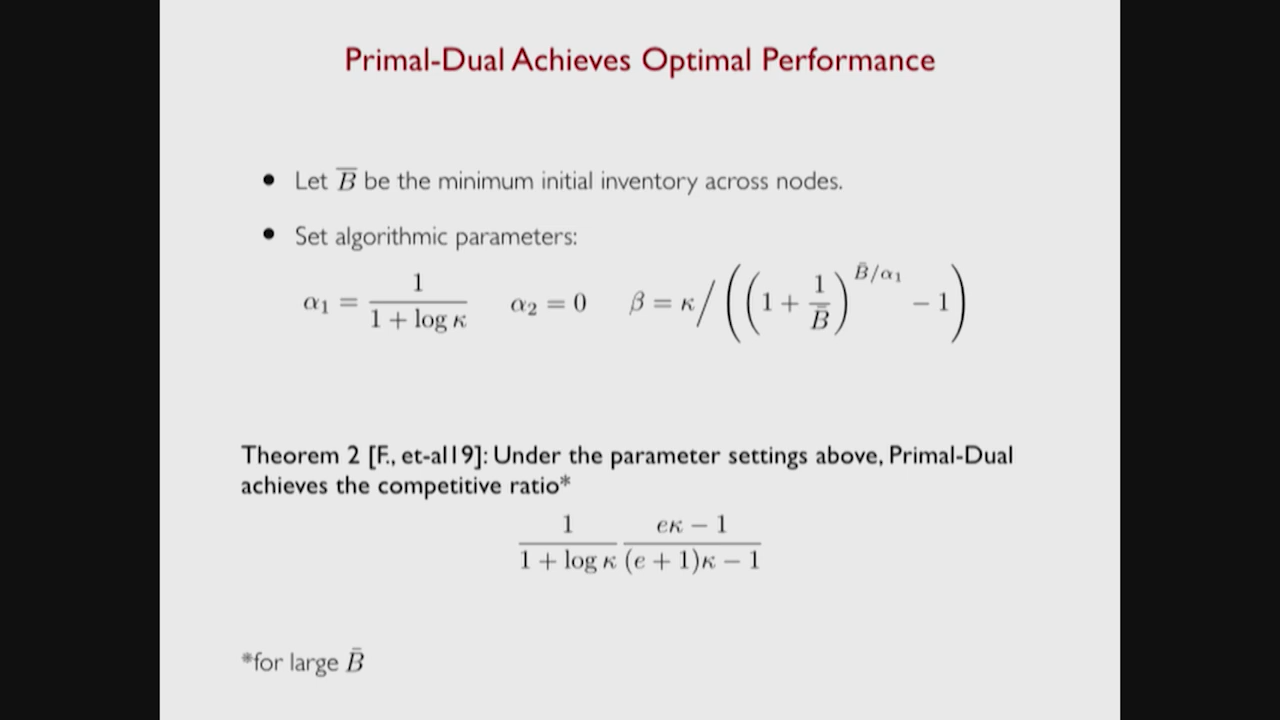 Primal-Dual Achieves Optimal Performance
• Let B̅ be the minimum initial inventory across nodes.
• Set algorithmic parameters:
α₁ = 1 / (1 + log κ)   α₂ = 0   β = κ / ((1 + 1/B̄)^(B̄/α₁) − 1)
Theorem 2 [F., et-al19]: Under the parameter settings above, Primal-Dual
achieves the competitive ratio*
1 / (1 + log κ) (eκ − 1) / ((e + 1)κ − 1)
*for large B̄